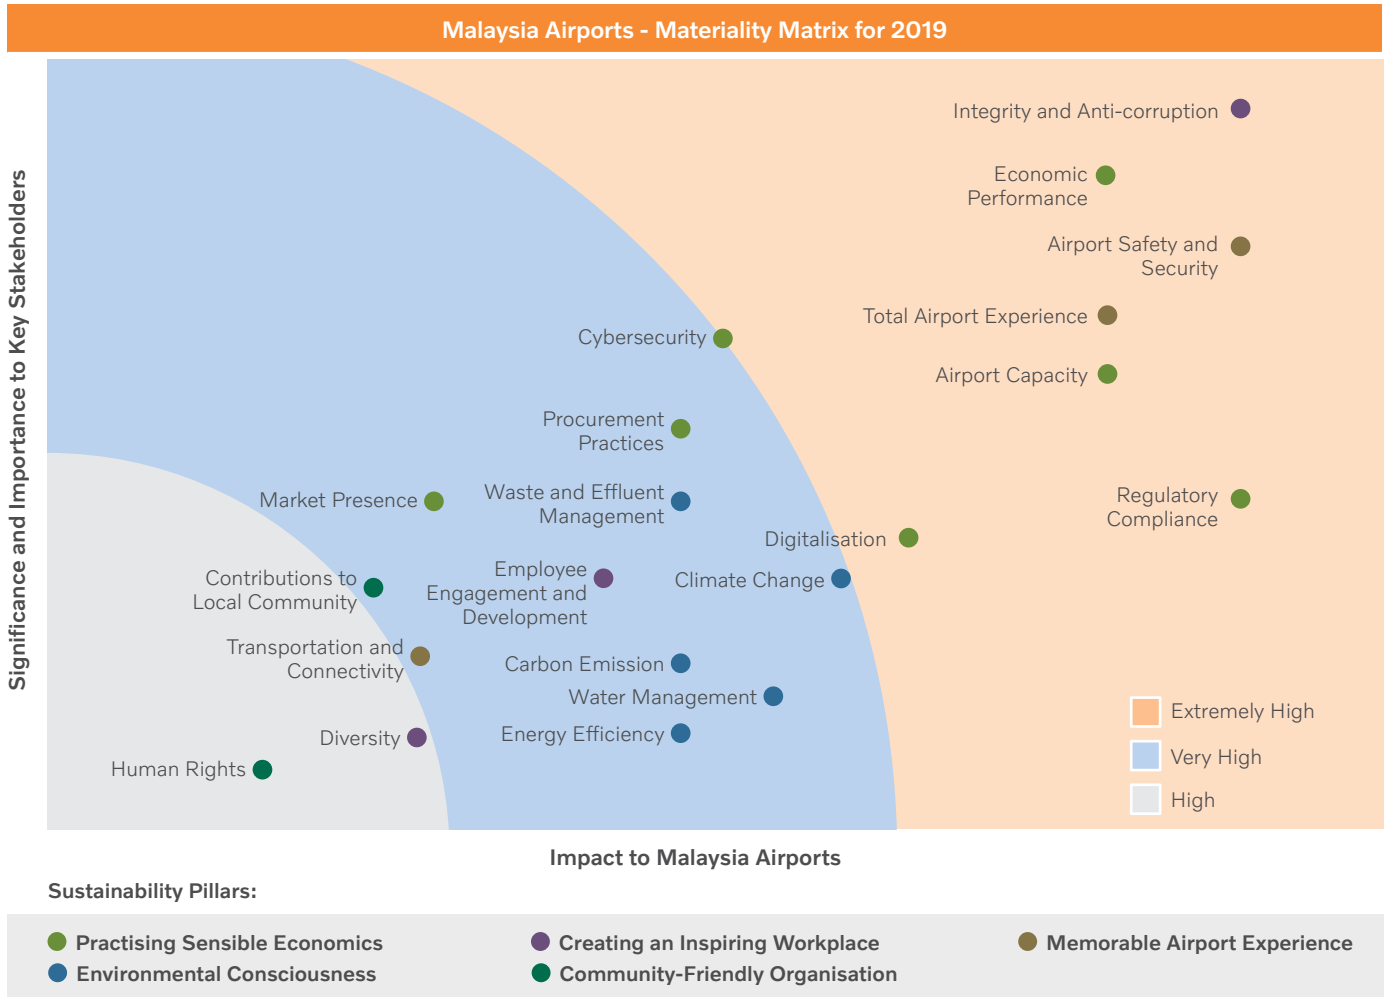 Malaysia Airports - Materiality Matrix for 2019
Significance and Importance to Key Stakeholders
Integrity and Anti-corruption
Economic
Performance
Airport Safety and
Security
Total Airport Experience
Cybersecurity
Airport Capacity
Procurement
Practices
Market Presence
Waste and Effluent
Management
Regulatory
Compliance
Digitalisation
Contributions to
Local Community
Employee
Engagement and
Development
Climate Change
Transportation and
Connectivity
Carbon Emission
Water Management
Energy Efficiency
Diversity
Human Rights
Extremely High
Very High
High
Impact to Malaysia Airports
Sustainability Pillars:
Practising Sensible Economics
Creating an Inspiring Workplace
Memorable Airport Experience
Environmental Consciousness
Community-Friendly Organisation